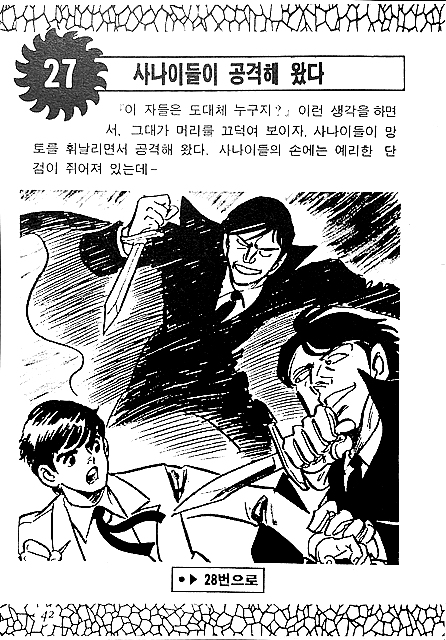 27
사나이들이 공격해 왔다
『이 자들은 도대체 누구지?』 이런 생각을 하면
서, 그대가 머리를 끄덕여 보이자, 사나이들이 망
토를 휘날리면서 공격해 왔다. 사나이들의 손에는 예리한 단
검이 쥐어져 있는데–
●▶ 28번으로
42